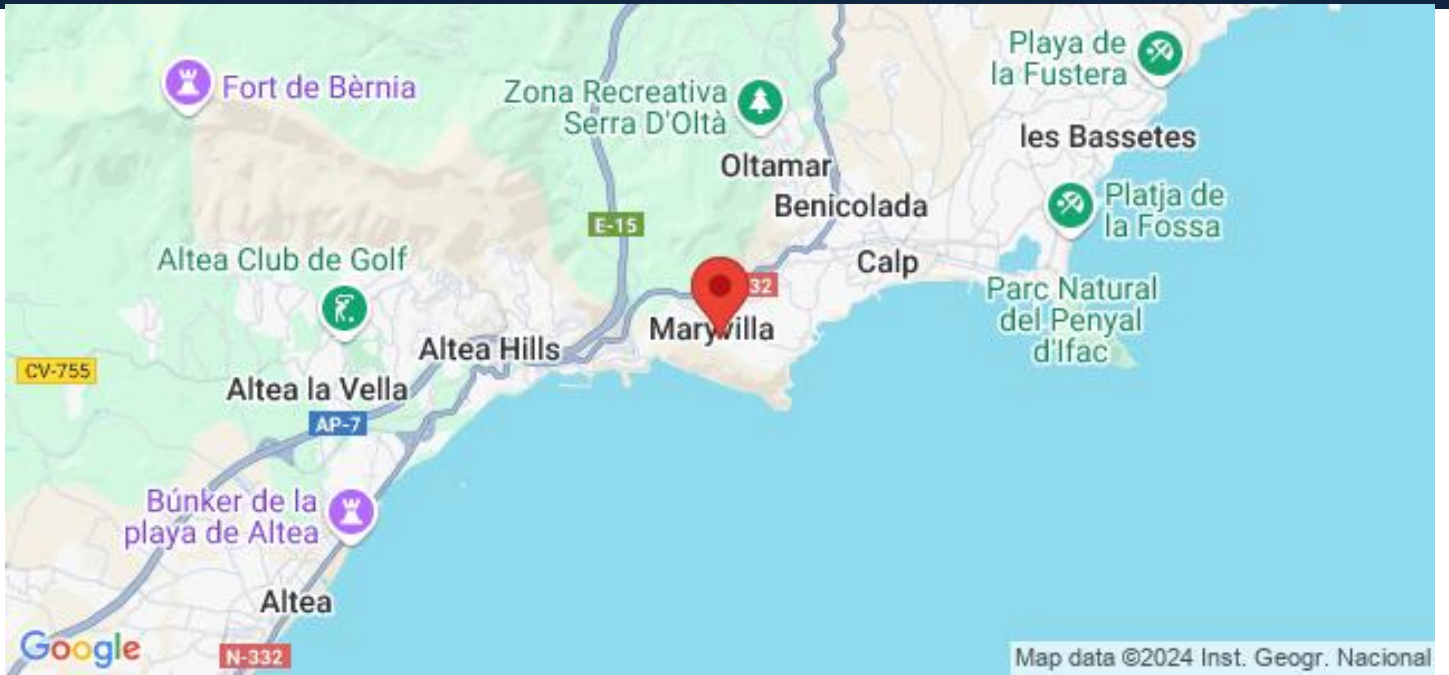 Playa de
la Fustera
Fort de Bèrnia
Zona Recreativa
Serra D'Oltà
les Bassetes
Oltamar
Platja de
la Fossa
Benicolada
E-15
Altea Club de Golf
Calp
32
Parc Natural
del Penyal
d'Ifac
Maryvilla
Altea Hills
CV-755
Altea la Vella
AP-7
Búnker de la
playa de Altea
Altea
Google
N-332
Map data ©2024 Inst. Geogr. Nacional